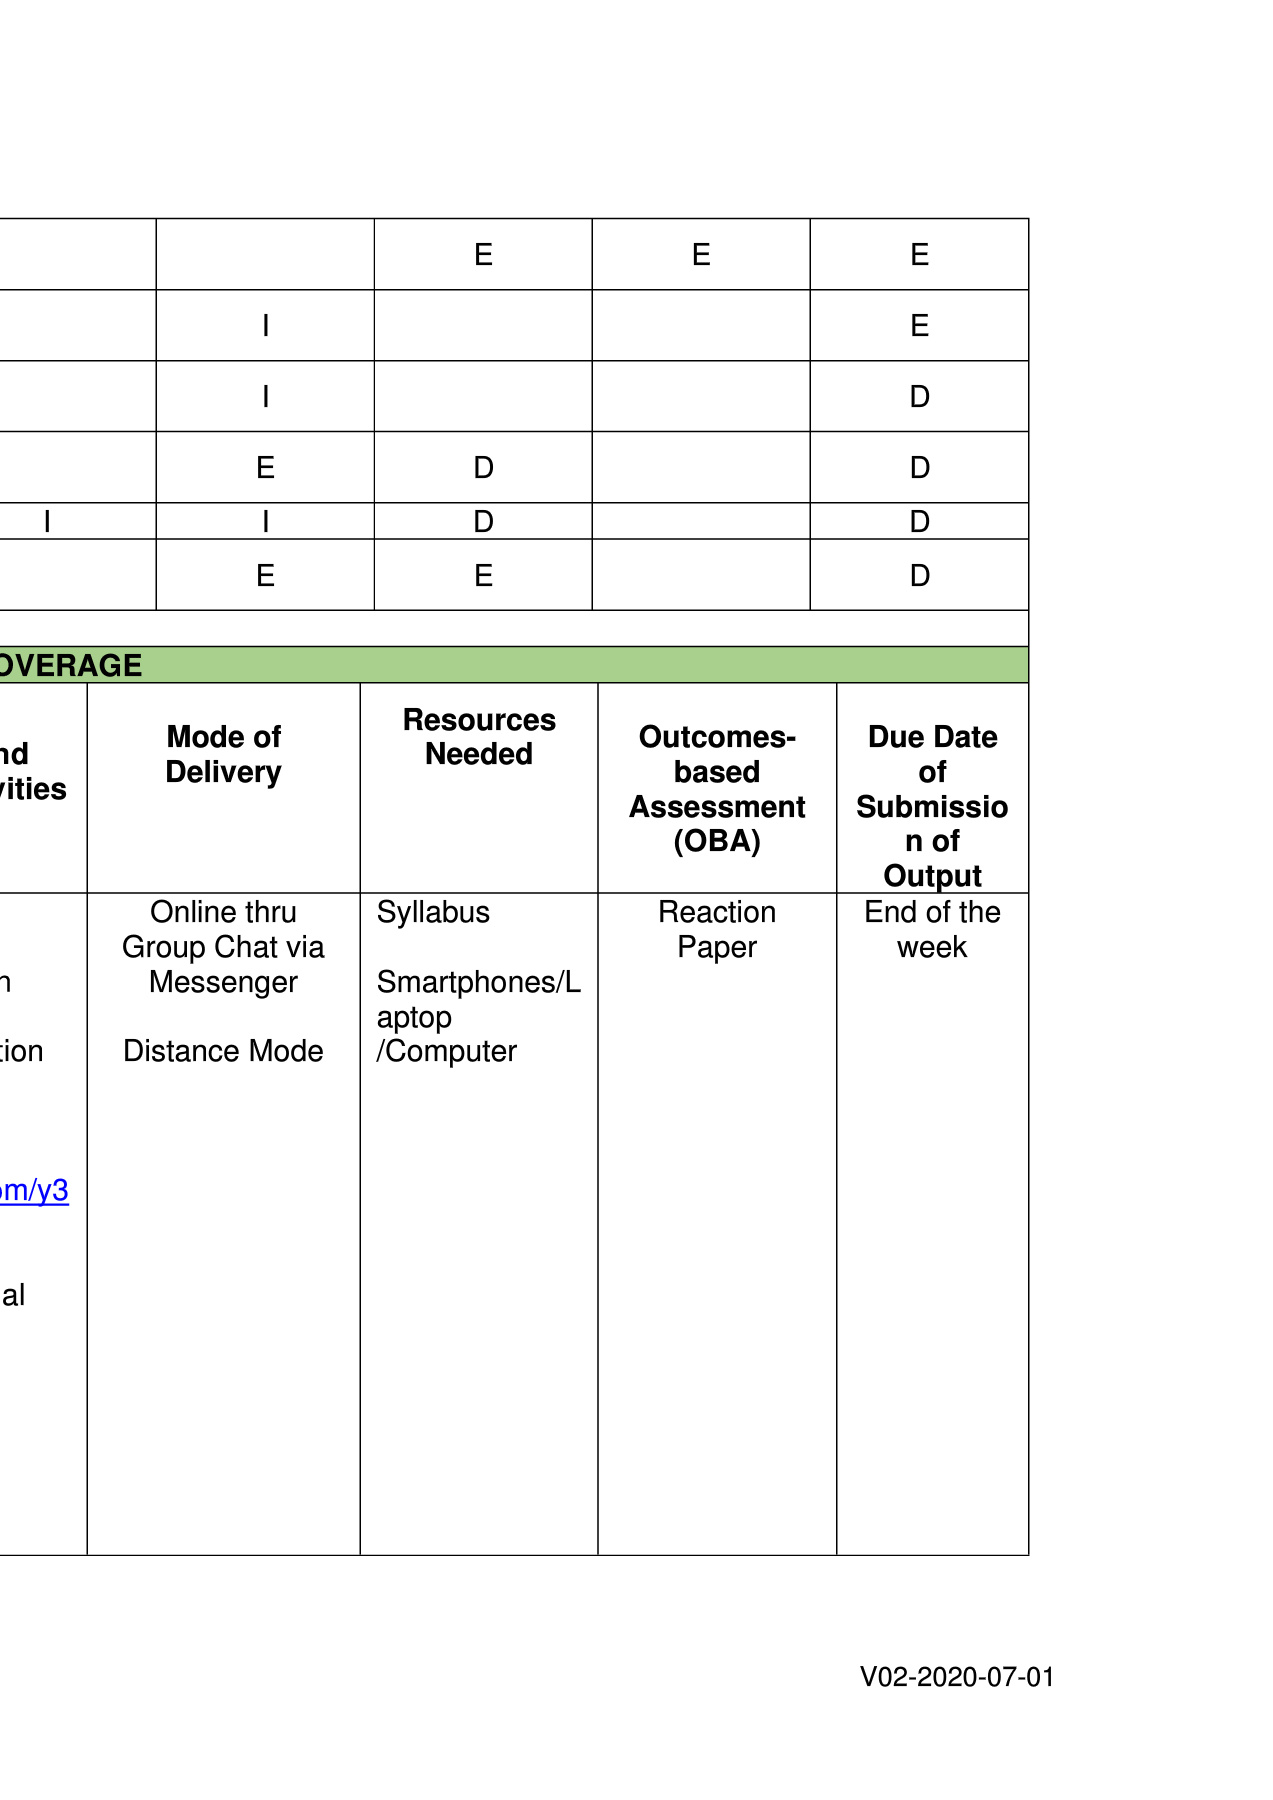 E E E
I E
I D
E D D
I I D D
E E D
OVERAGE
nd
vities
Mode of
Delivery
Resources
Needed
Outcomes-
based
Assessment
(OBA)
Due Date
of
Submissio
n of
Output
n
tion
om/y3
al
Online thru
Group Chat via
Messenger
Distance Mode
Syllabus
Smartphones/L
aptop
/Computer
Reaction
Paper
End of the
week
V02-2020-07-01